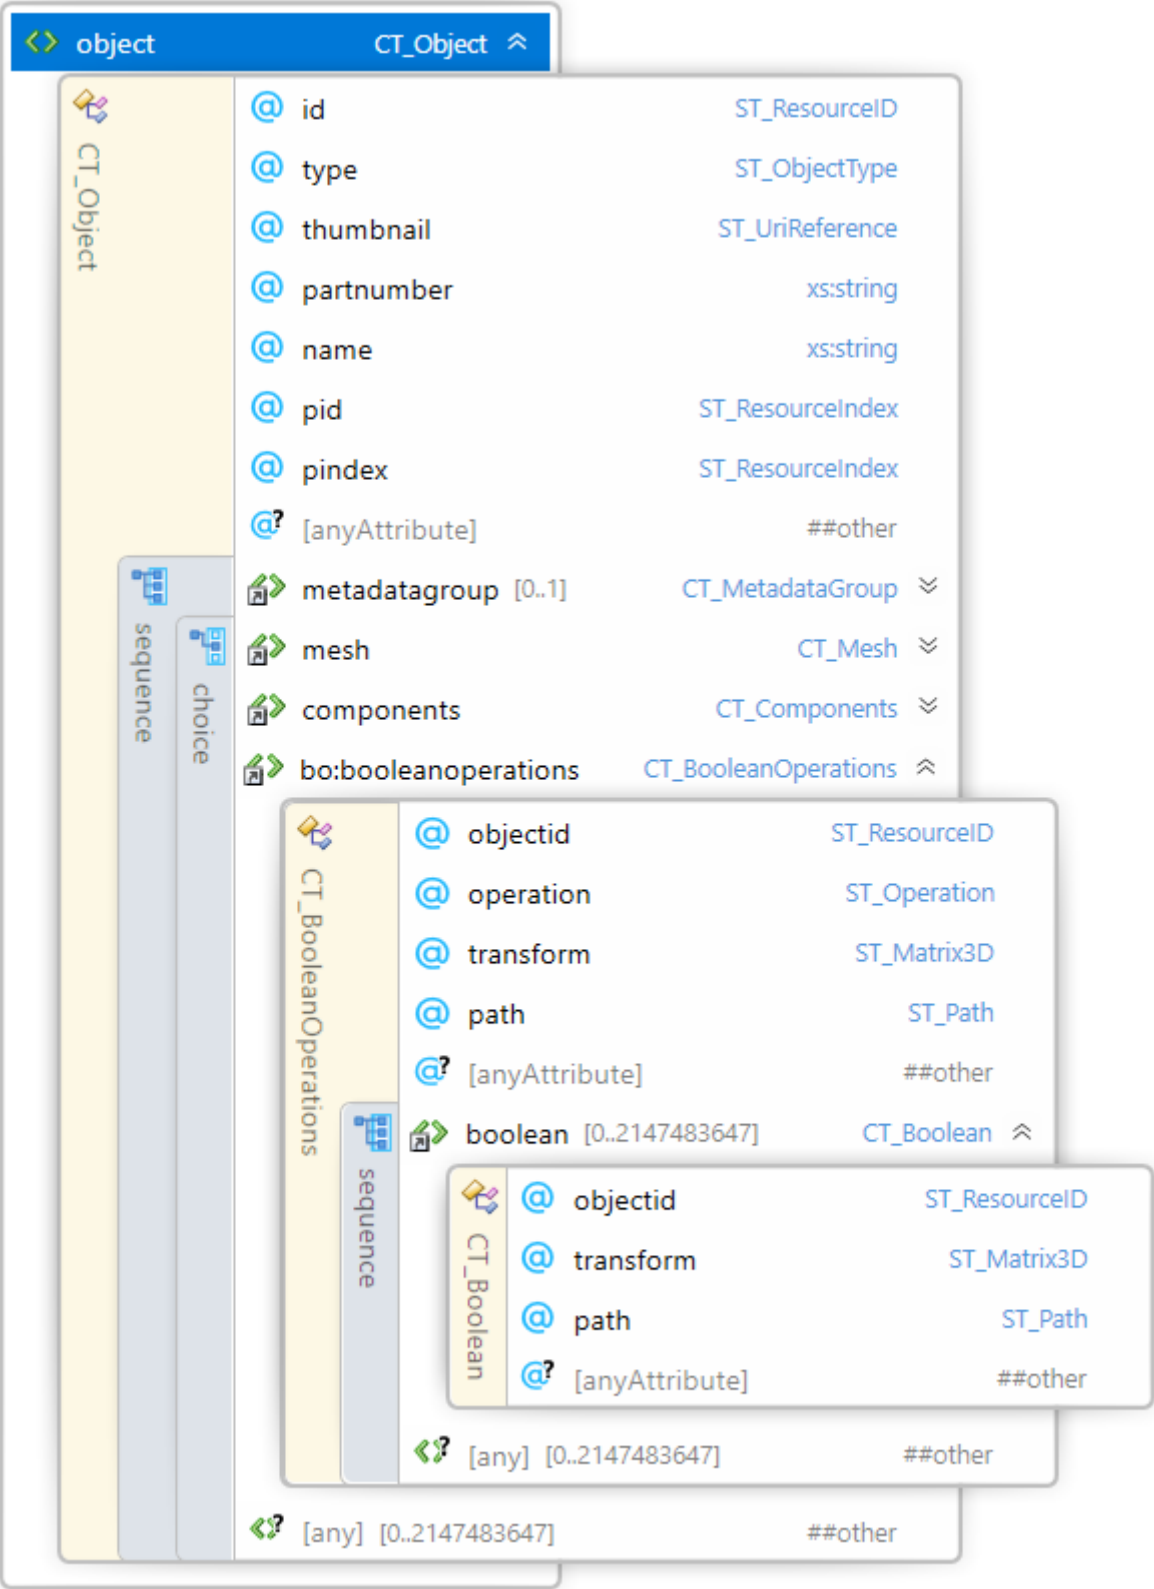 object CT_Object
CT_Object
id ST_ResourceID
type ST_ObjectType
thumbnail ST_UriReference
partnumber xs:string
name xs:string
pid ST_ResourceIndex
pindex ST_ResourceIndex
[anyAttribute] ##other
sequence
metadatagroup [0..1] CT_MetadataGroup
choice
mesh CT_Mesh
components CT_Components
bo:booleanoperations CT_BooleanOperations
CT_BooleanOperations
objectid ST_ResourceID
operation ST_Operation
transform ST_Matrix3D
path ST_Path
[anyAttribute] ##other
sequence
boolean [0..2147483647] CT_Boolean
CT_Boolean
objectid ST_ResourceID
transform ST_Matrix3D
path ST_Path
[anyAttribute] ##other
[any] [0..2147483647] ##other
[any] [0..2147483647] ##other